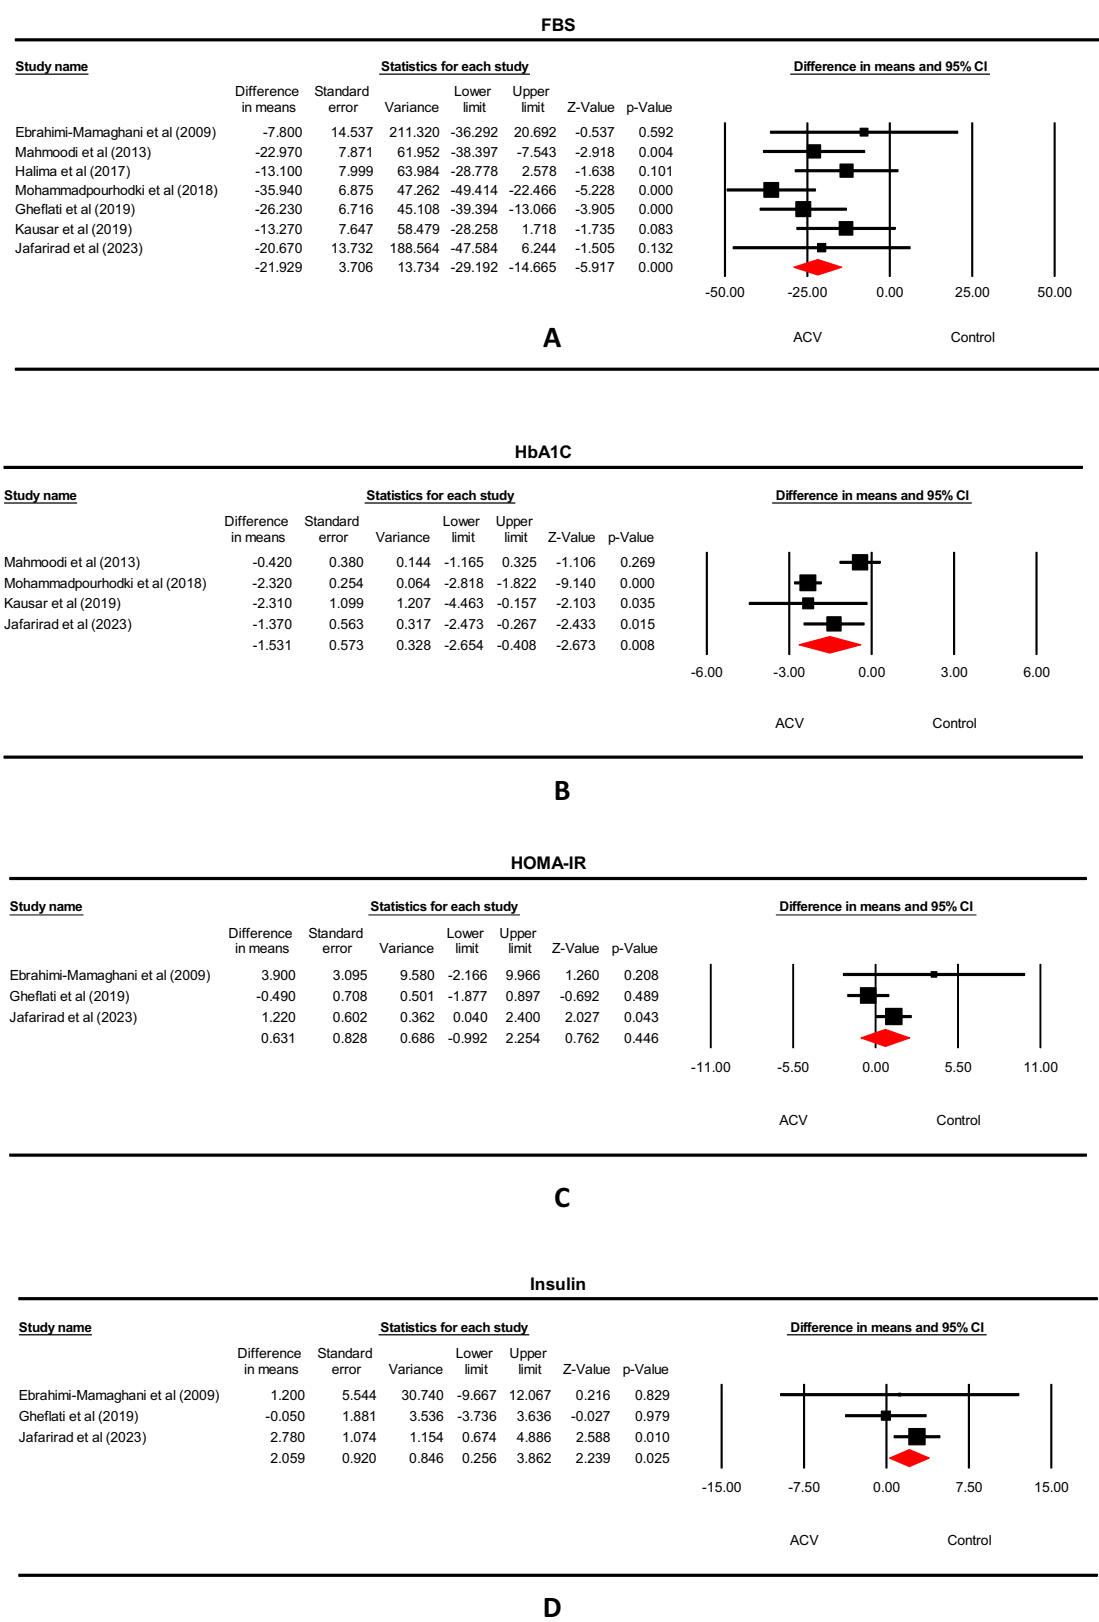 FBS
Study name Statistics for each study Difference in means and 95% CI
Difference Standard Lower Upper
in means error Variance limit limit Z-Value p-Value
Ebrahimi-Mamaghani et al (2009) -7.800 14.537 211.320 -36.292 20.692 -0.537 0.592
Mahmoodi et al (2013) -22.970 7.871 61.952 -38.397 -7.543 -2.918 0.004
Halima et al (2017) -13.100 7.999 63.984 -28.778 2.578 -1.638 0.101
Mohammadpourhodki et al (2018) -35.940 6.875 47.262 -49.414 -22.466 -5.228 0.000
Gheflati et al (2019) -26.230 6.716 45.108 -39.394 -13.066 -3.905 0.000
Kausar et al (2019) -13.270 7.647 58.479 -28.258 1.718 -1.735 0.083
Jafarirad et al (2023) -20.670 13.732 188.564 -47.584 6.244 -1.505 0.132
-21.929 3.706 13.734 -29.192 -14.665 -5.917 0.000
-50.00 -25.00 0.00 25.00 50.00
ACV Control
A
HbA1C
Study name Statistics for each study Difference in means and 95% CI
Difference Standard Lower Upper
in means error Variance limit limit Z-Value p-Value
Mahmoodi et al (2013) -0.420 0.380 0.144 -1.165 0.325 -1.106 0.269
Mohammadpourhodki et al (2018) -2.320 0.254 0.064 -2.818 -1.822 -9.140 0.000
Kausar et al (2019) -2.310 1.099 1.207 -4.463 -0.157 -2.103 0.035
Jafarirad et al (2023) -1.370 0.563 0.317 -2.473 -0.267 -2.433 0.015
-1.531 0.573 0.328 -2.654 -0.408 -2.673 0.008
-6.00 -3.00 0.00 3.00 6.00
ACV Control
B
HOMA-IR
Study name Statistics for each study Difference in means and 95% CI
Difference Standard Lower Upper
in means error Variance limit limit Z-Value p-Value
Ebrahimi-Mamaghani et al (2009) 3.900 3.095 9.580 -2.166 9.966 1.260 0.208
Gheflati et al (2019) -0.490 0.708 0.501 -1.877 0.897 -0.692 0.489
Jafarirad et al (2023) 1.220 0.602 0.362 0.040 2.400 2.027 0.043
0.631 0.828 0.686 -0.992 2.254 0.762 0.446
-11.00 -5.50 0.00 5.50 11.00
ACV Control
C
Insulin
Study name Statistics for each study Difference in means and 95% CI
Difference Standard Lower Upper
in means error Variance limit limit Z-Value p-Value
Ebrahimi-Mamaghani et al (2009) 1.200 5.544 30.740 -9.667 12.067 0.216 0.829
Gheflati et al (2019) -0.050 1.881 3.536 -3.736 3.636 -0.027 0.979
Jafarirad et al (2023) 2.780 1.074 1.154 0.674 4.886 2.588 0.010
2.059 0.920 0.846 0.256 3.862 2.239 0.025
-15.00 -7.50 0.00 7.50 15.00
ACV Control
D